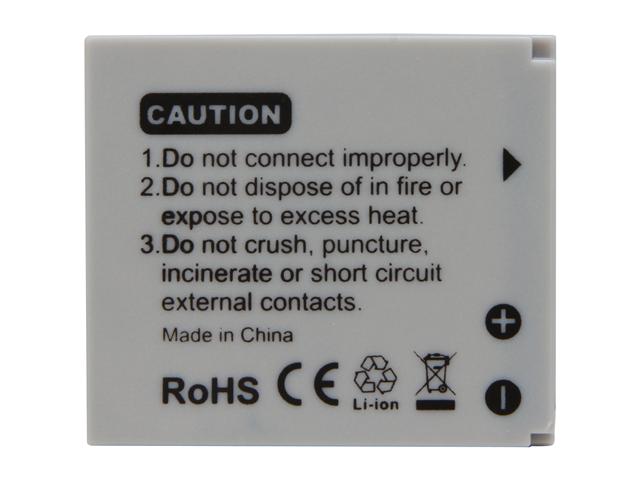 CAUTION
1.Do not connect improperly.
2.Do not dispose of in fire or
expose to excess heat.
3.Do not crush, puncture,
incinerate or short circuit
external contacts.
Made in China
RoHS CE Li-ion
+
-